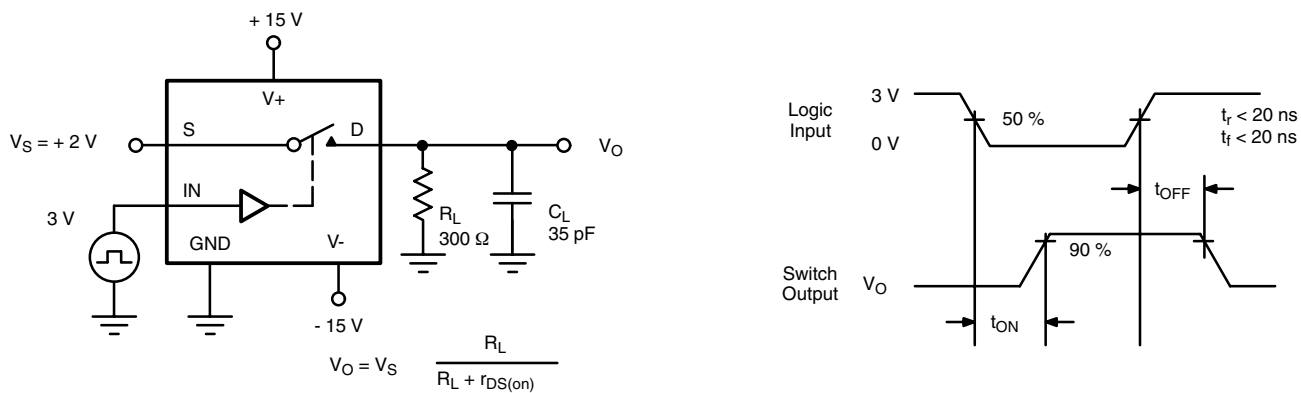 + 15 V
V+
S
D
V_S = + 2 V
V_O
IN
3 V
R_L
300 Ω
C_L
35 pF
GND
V-
- 15 V
V_O = V_S
R_L
R_L + r_DS(on)
Logic
Input
3 V
0 V
50 %
t_r < 20 ns
t_f < 20 ns
t_OFF
90 %
Switch
Output
V_O
t_ON